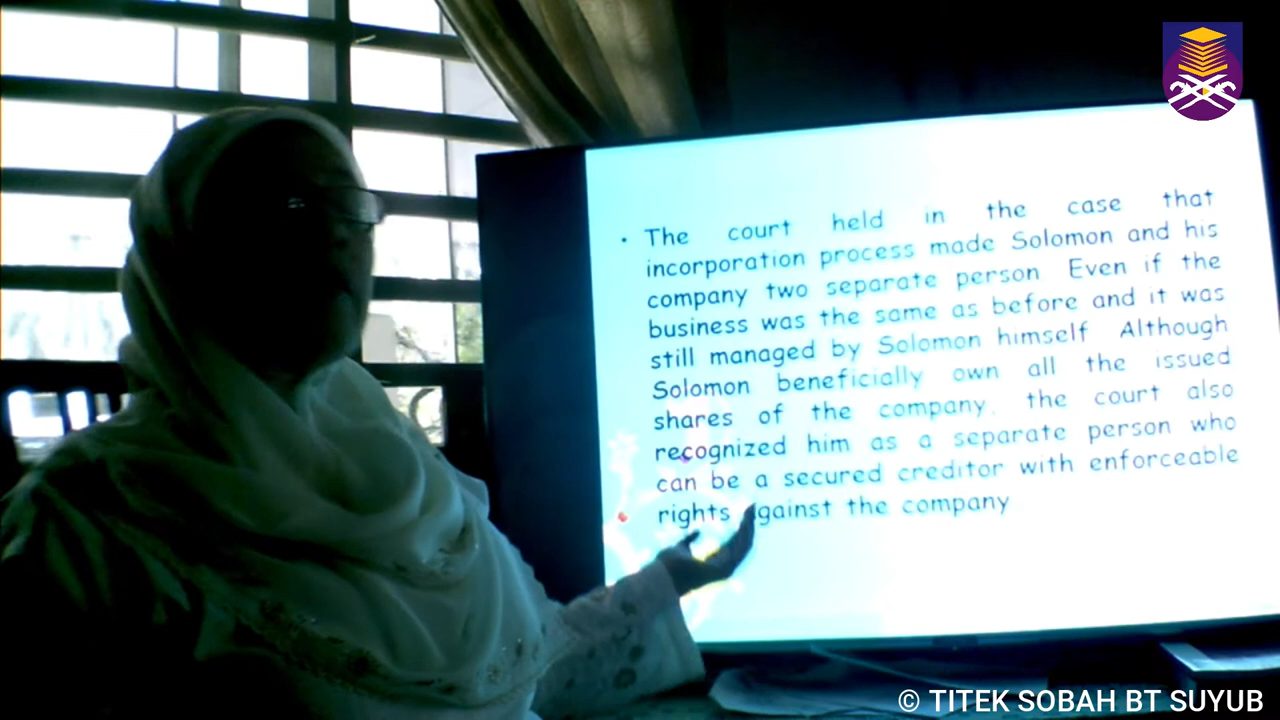 • The court held in the case that
incorporation process made Solomon and his
company two separate person Even if the
business was the same as before and it was
still managed by Solomon himself Although
Solomon beneficially own all the issued
shares of the company, the court also
recognized him as a separate person who
can be a secured creditor with enforceable
rights against the company
© TITEK SOBAH BT SUYUB